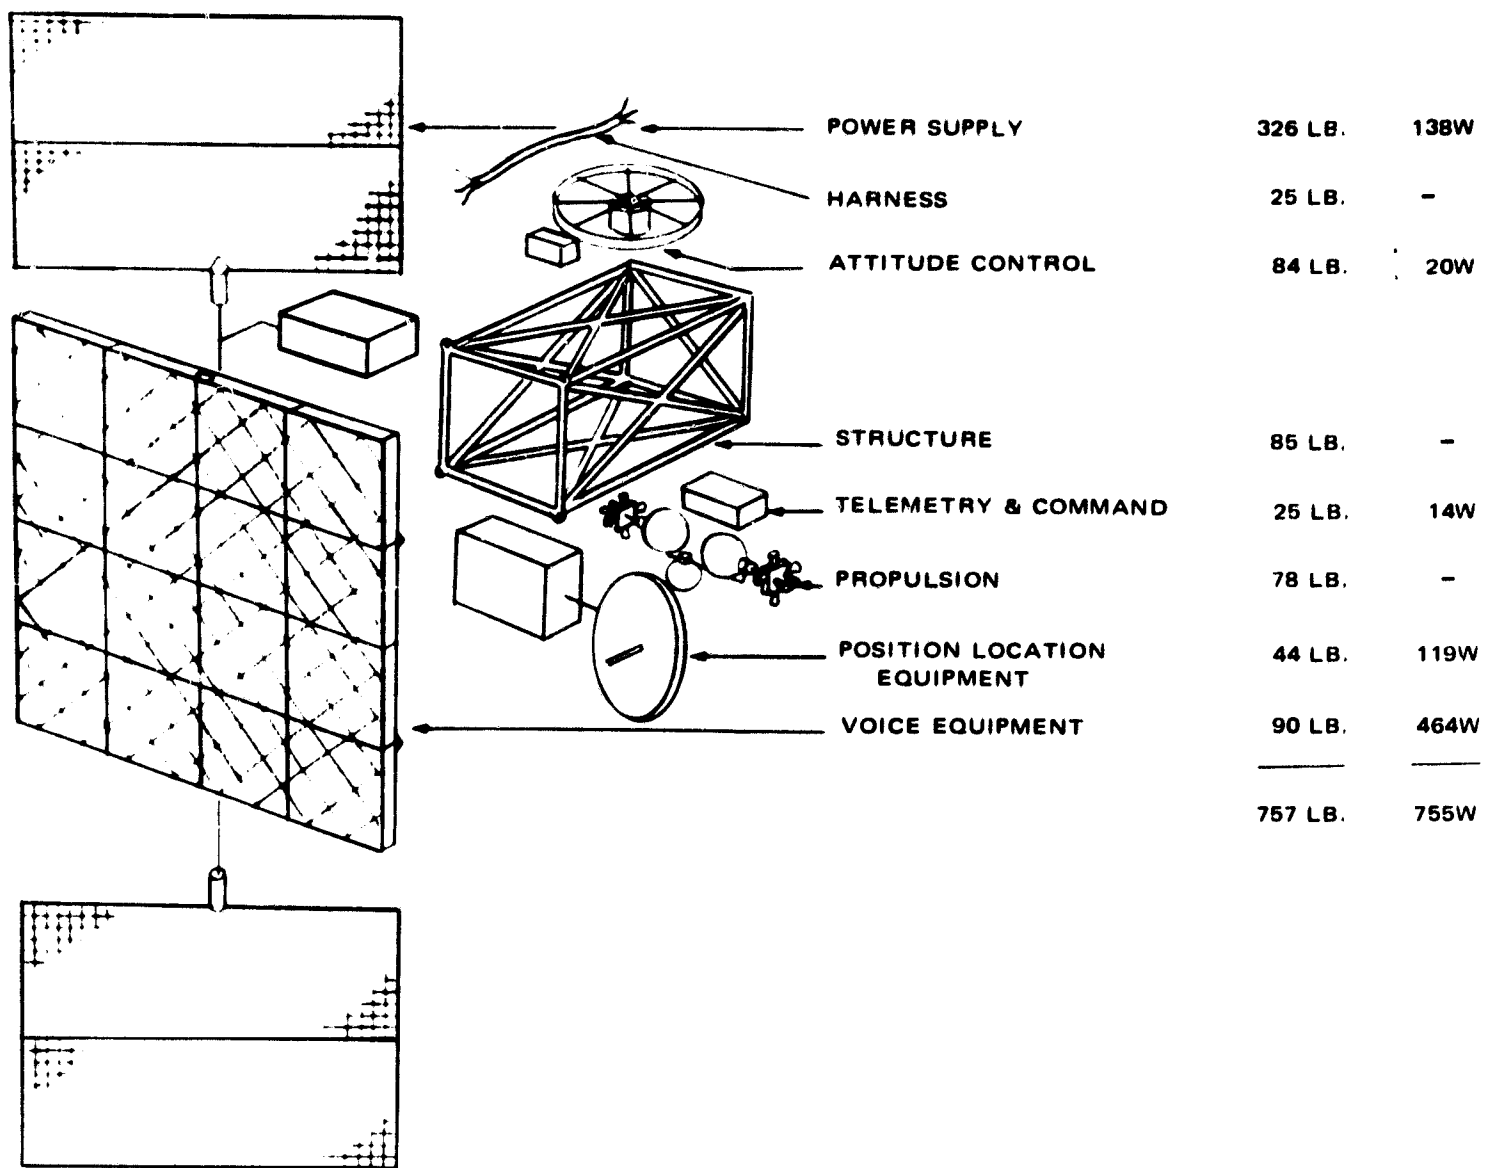 POWER SUPPLY 326 LB. 138W
HARNESS 25 LB. -
ATTITUDE CONTROL 84 LB. 20W
STRUCTURE 85 LB. -
TELEMETRY & COMMAND 25 LB. 14W
PROPULSION 78 LB. -
POSITION LOCATION 44 LB. 119W
EQUIPMENT
VOICE EQUIPMENT 90 LB. 464W
757 LB. 755W